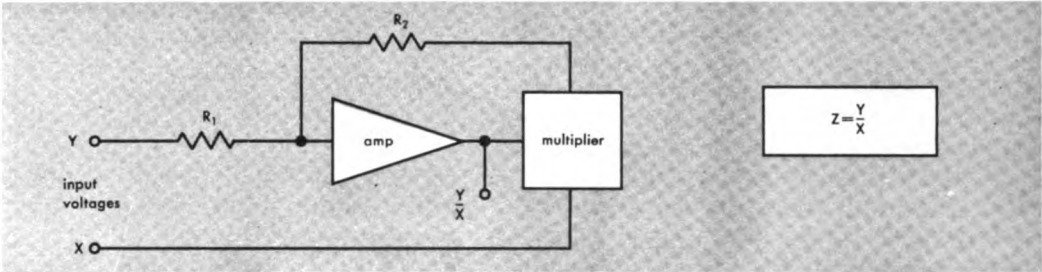 R₂
R₁
Y
amp
multiplier
Z=Y/X
input
voltages
Y/X
X